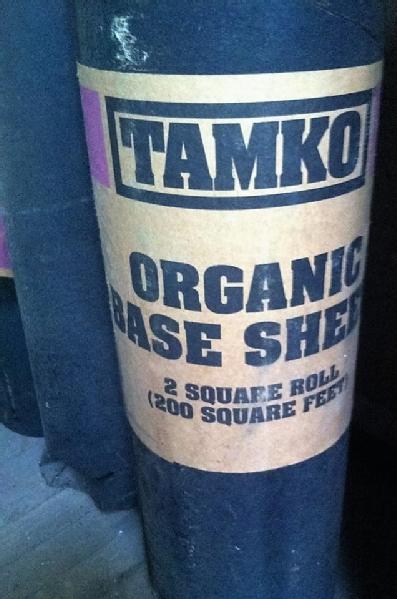 TAMKO
ORGANIC
BASE SHEE
2 SQUARE ROLL
(200 SQUARE FEET)